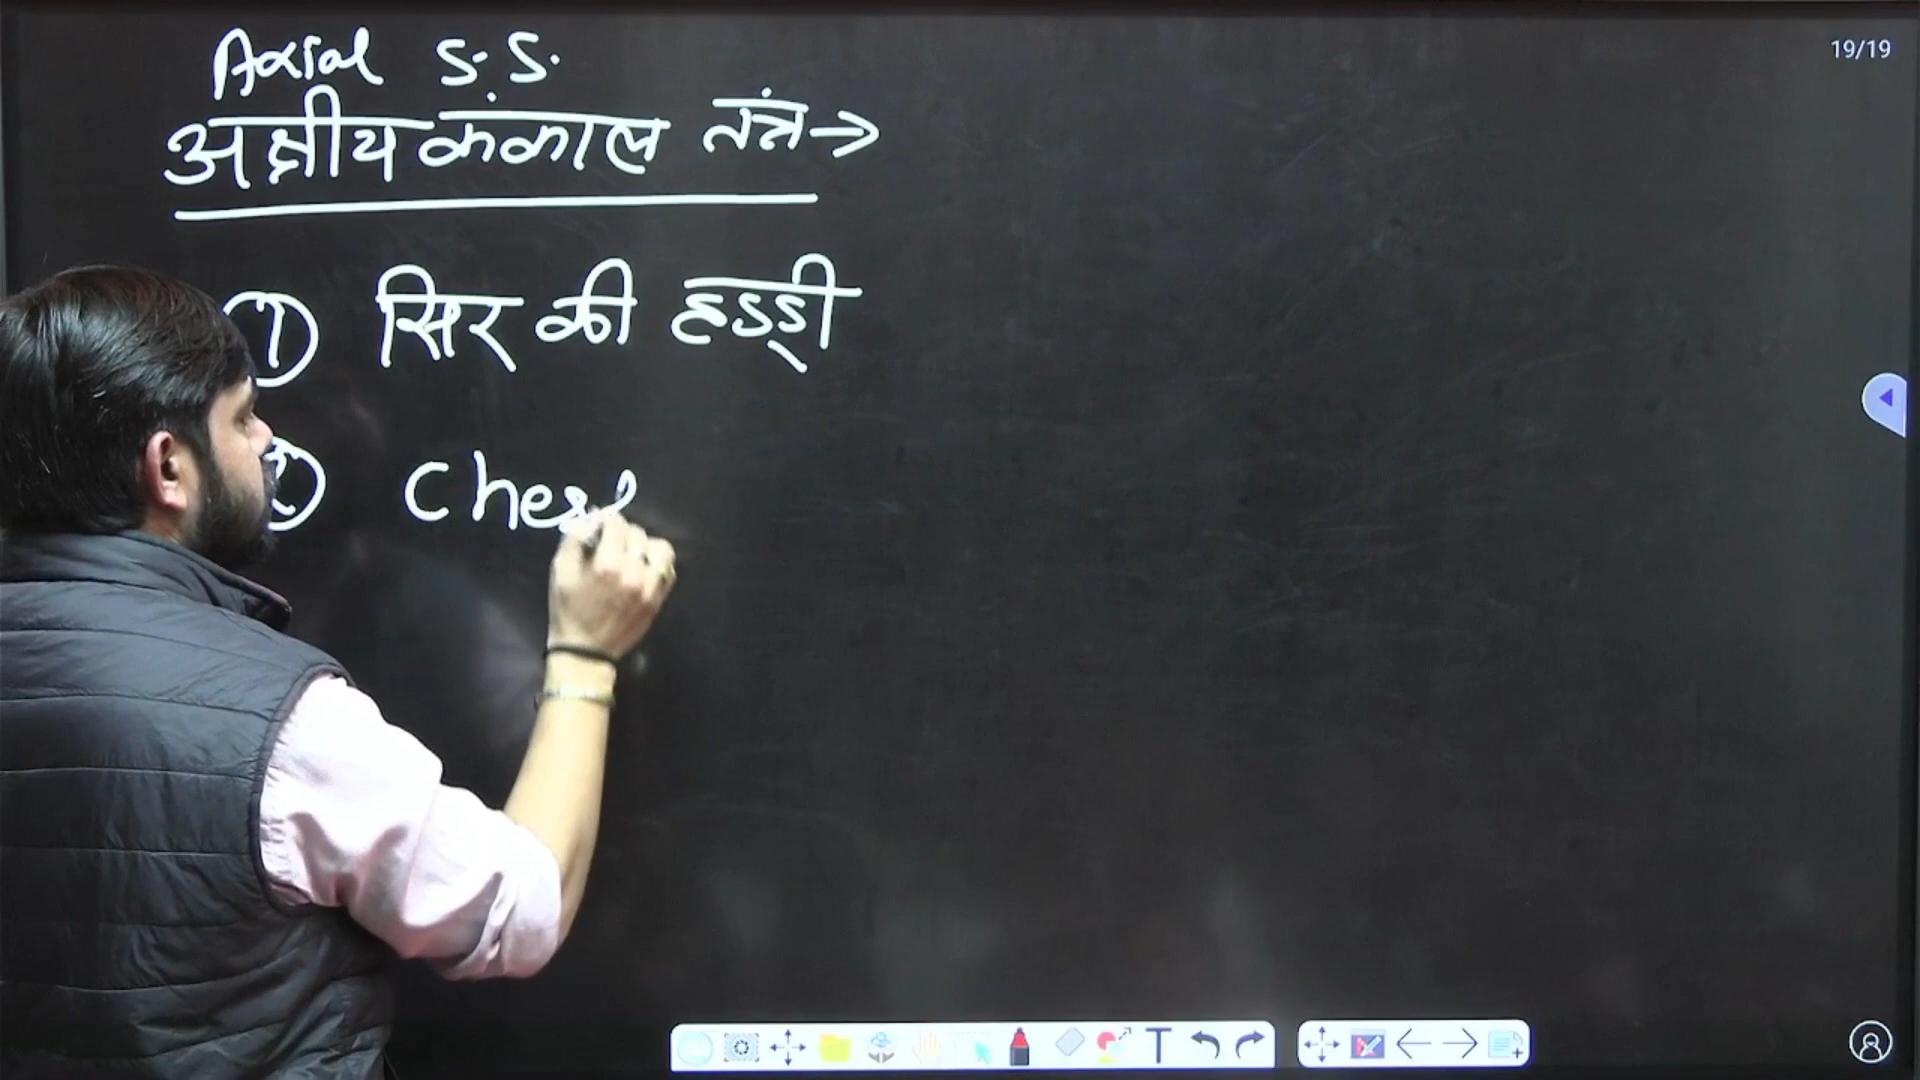 Axial S.S.
अक्षीय कंकाल तंत्र→
① सिर की हड्डी
② Chest
19/19
T